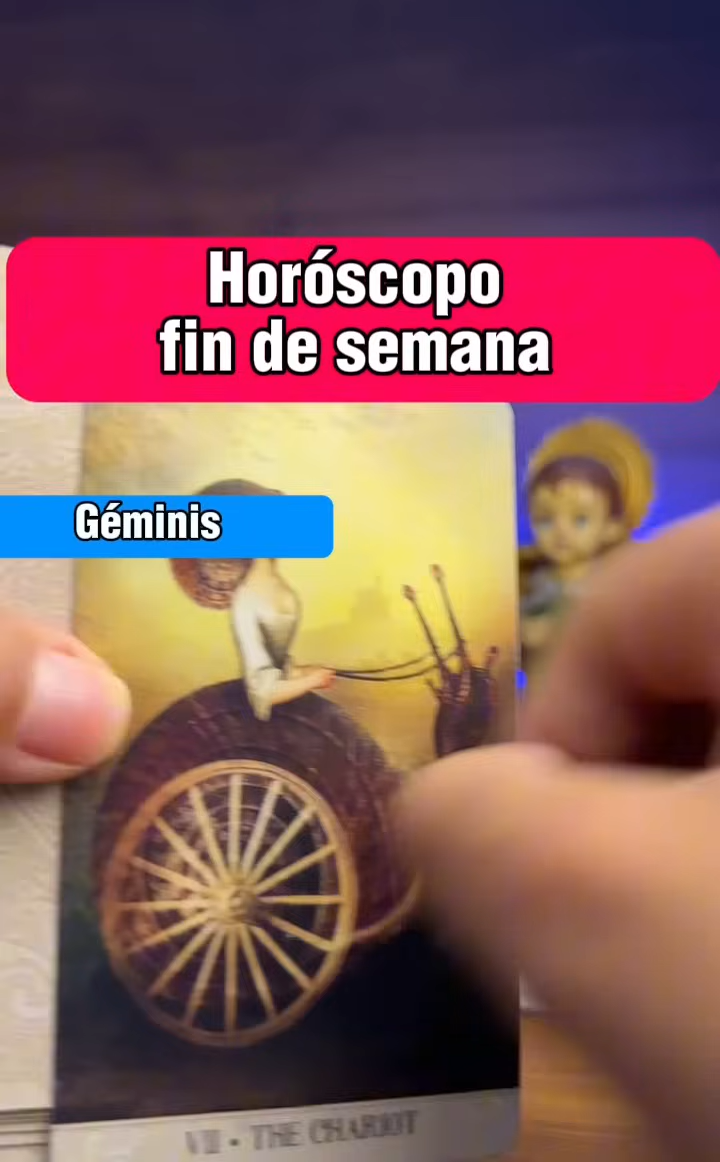 Horóscopo
fin de semana
Géminis
VII • THE CHARIOT